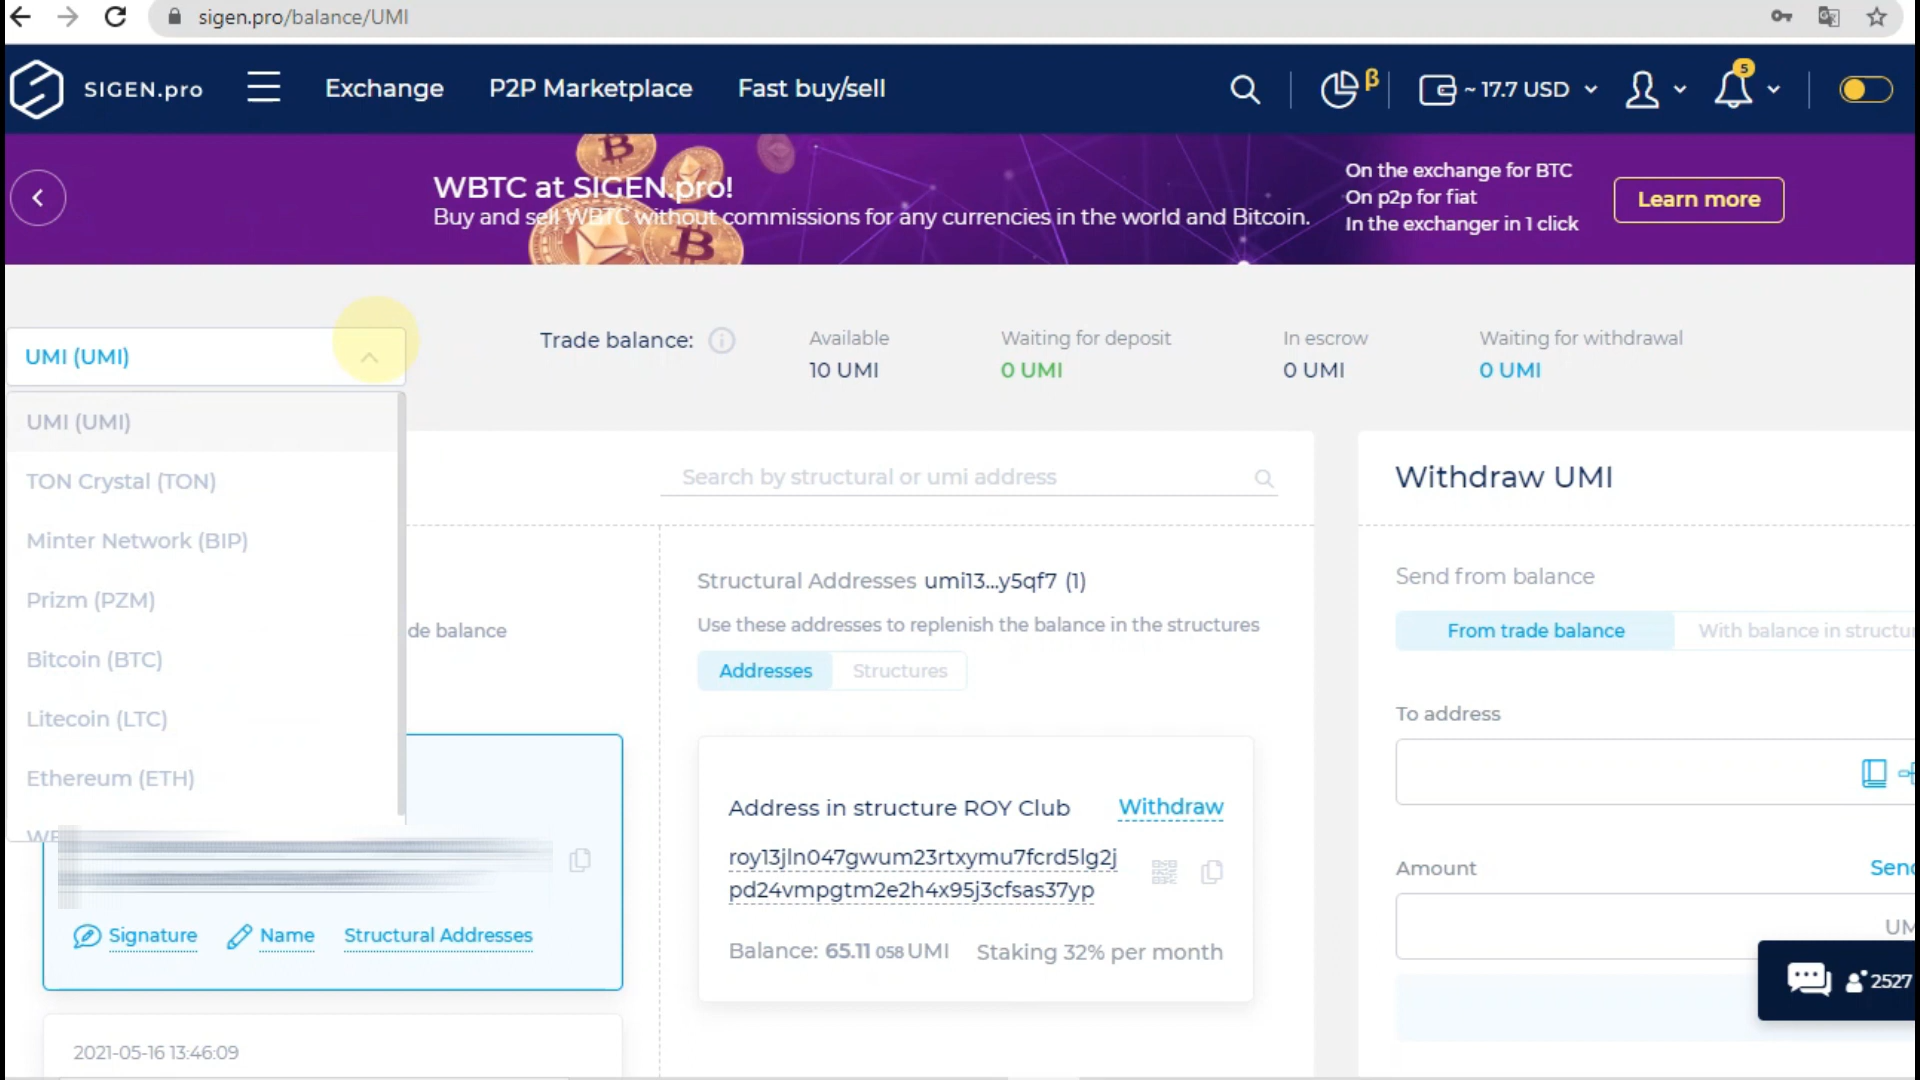 sigen.pro/balance/UMI
SIGEN.pro
Exchange
P2P Marketplace
Fast buy/sell
β
~ 17.7 USD
5
WBTC at SIGEN.pro!
Buy and sell WBTC without commissions for any currencies in the world and Bitcoin.
On the exchange for BTC
On p2p for fiat
In the exchanger in 1 click
Learn more
UMI (UMI)
Trade balance:
Available
10 UMI
Waiting for deposit
0 UMI
In escrow
0 UMI
Waiting for withdrawal
0 UMI
UMI (UMI)
TON Crystal (TON)
Minter Network (BIP)
Prizm (PZM)
Bitcoin (BTC)
Litecoin (LTC)
Ethereum (ETH)
de balance
Signature
Name
Structural Addresses
2021-05-16 13:46:09
Search by structural or umi address
Structural Addresses umi13...y5qf7 (1)
Use these addresses to replenish the balance in the structures
Addresses
Structures
Address in structure ROY Club
Withdraw
roy13jln047gwum23rtxymu7fcrd5lg2j
pd24vmpgtm2e2h4x95j3cfsas37yp
Balance: 65.11 058 UMI
Staking 32% per month
Withdraw UMI
Send from balance
From trade balance
With balance in structu
To address
Amount
Send
UM
2527